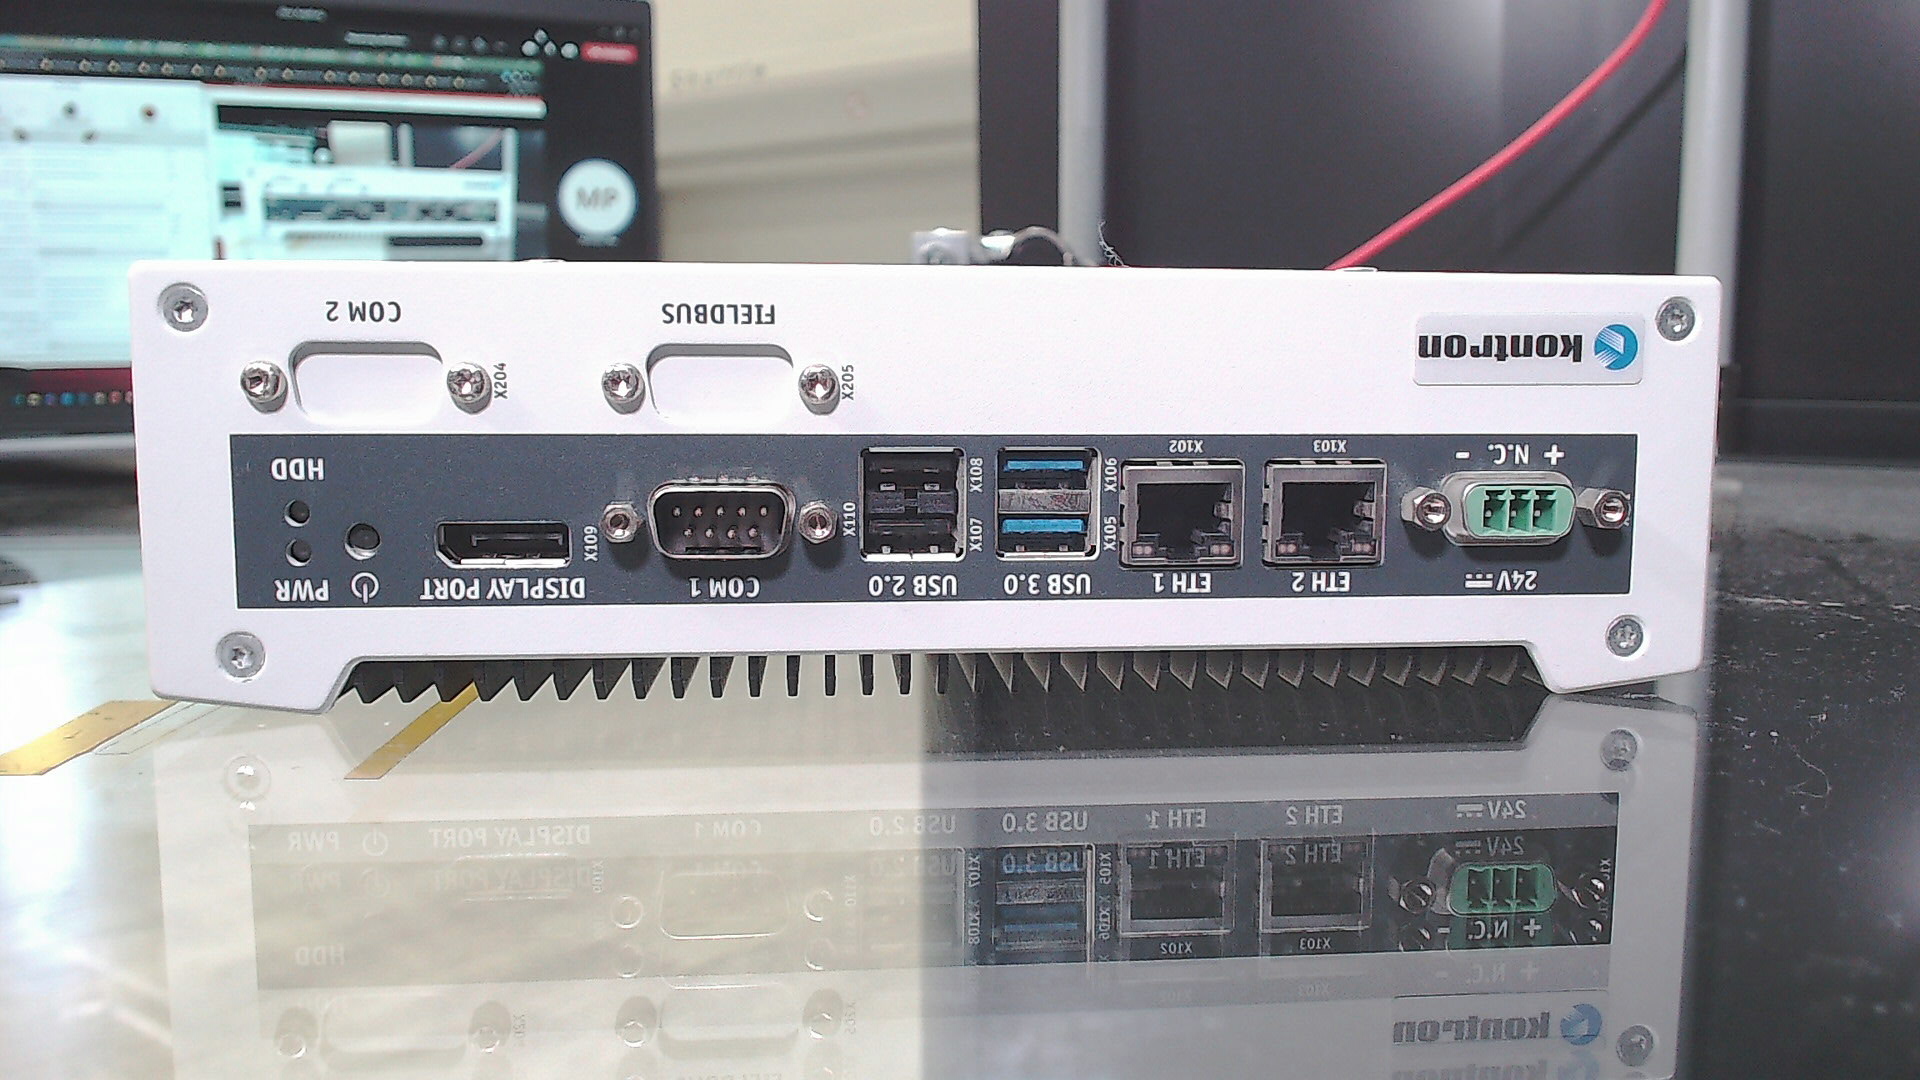 kontron
FIELDBUS
COM 2
X205
X204
24V
ETH 2
ETH 1
USB 3.0
USB 2.0
COM 1
DISPLAY PORT
PWR
X103
X102
X105
X106
X107
X108
X110
X109
+ N.C. -
HDD
MP